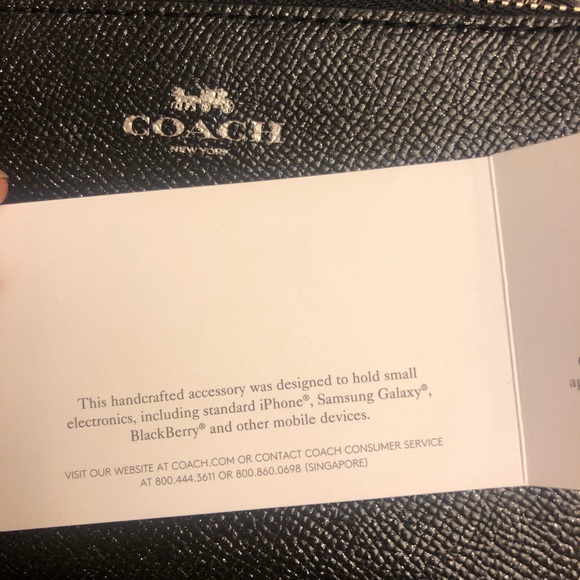 COACH
NEW YORK
This handcrafted accessory was designed to hold small
electronics, including standard iPhone®, Samsung Galaxy®,
BlackBerry® and other mobile devices.
VISIT OUR WEBSITE AT COACH.COM OR CONTACT COACH CONSUMER SERVICE
AT 800.444.3611 OR 800.860.0698 (SINGAPORE)